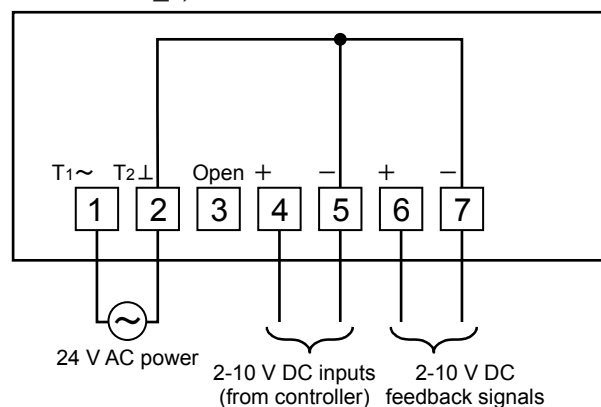 T1~ T2⊥ Open + − + −
1 2 3 4 5 6 7
~
24 V AC power
2-10 V DC inputs
(from controller)
2-10 V DC
feedback signals